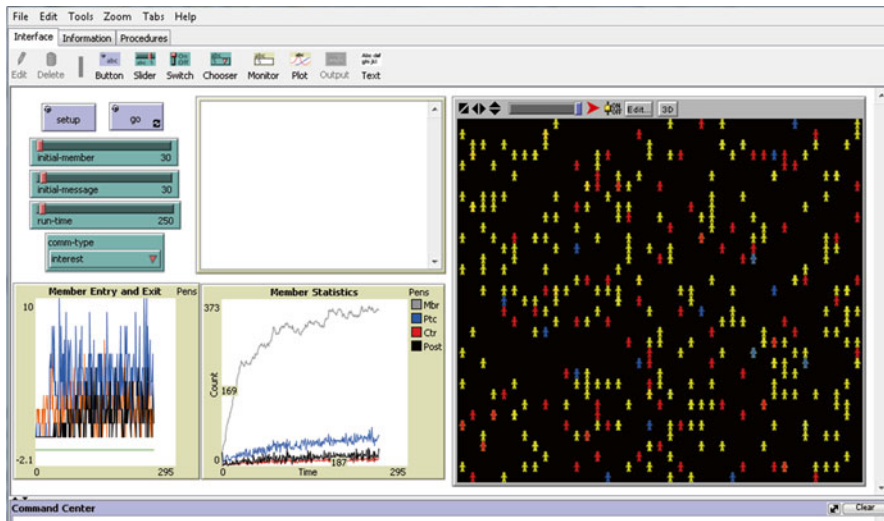 File Edit Tools Zoom Tabs Help
Interface Information Procedures
Edit Delete Button Slider Switch Chooser Monitor Plot Output Text
setup go
initial-member 30
initial-message 30
run-time 250
comm-type
interest
ON OFF Edit... 3D
Member Entry and Exit Pens
10
-2.1
0 295
Member Statistics Pens
373
Mbr
Ptc
Ctr
Post
Count
169
187
0
0 Time 295
Command Center Clear